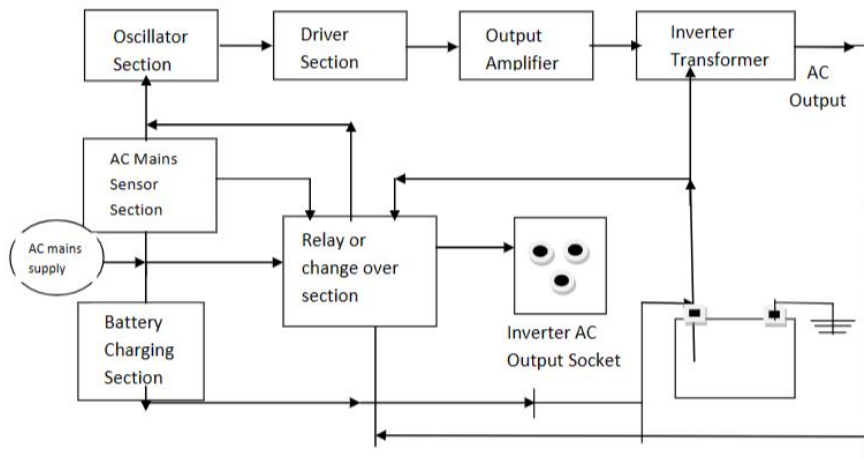 Oscillator
Section
Driver
Section
Output
Amplifier
Inverter
Transformer
AC
Output
AC Mains
Sensor
Section
AC mains
supply
Relay or
change over
section
Inverter AC
Output Socket
Battery
Charging
Section